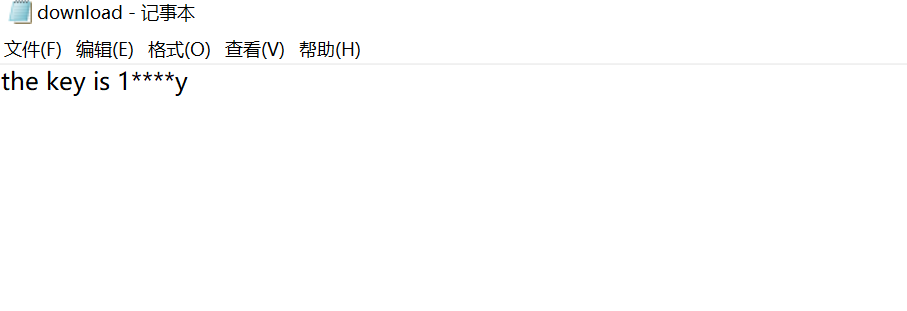 download - 记事本
文件(F) 编辑(E) 格式(O) 查看(V) 帮助(H)
the key is 1****y